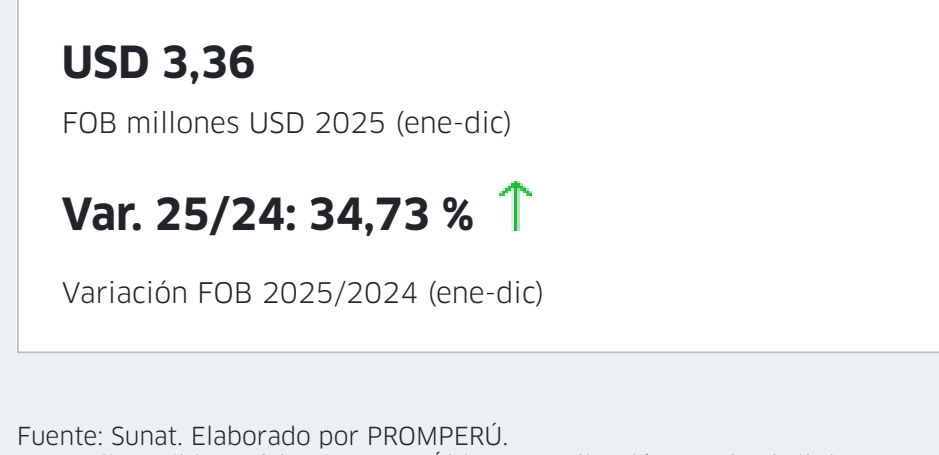 USD 3,36
FOB millones USD 2025 (ene-dic)
Var. 25/24: 34,73 %
Variación FOB 2025/2024 (ene-dic)
Fuente: Sunat. Elaborado por PROMPERÚ.